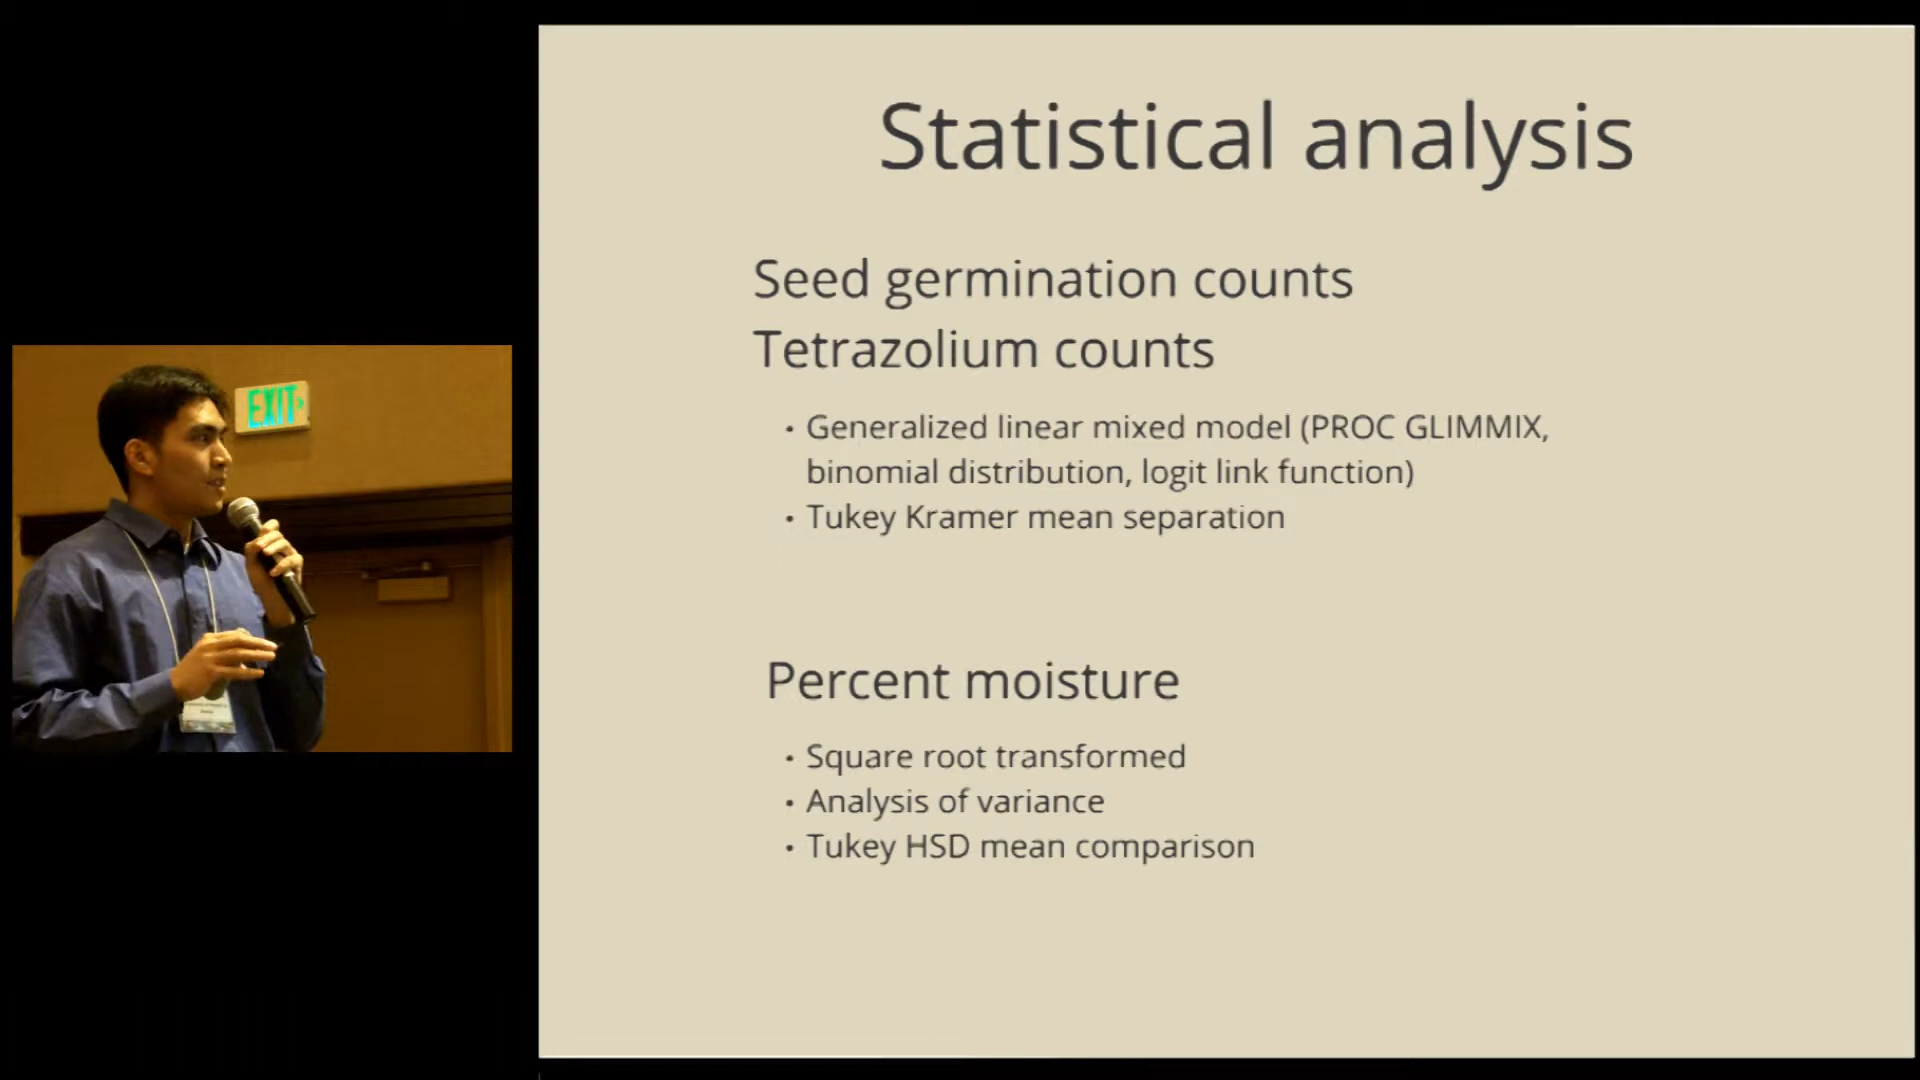 Statistical analysis
Seed germination counts
Tetrazolium counts
• Generalized linear mixed model (PROC GLIMMIX,
binomial distribution, logit link function)
• Tukey Kramer mean separation
Percent moisture
• Square root transformed
• Analysis of variance
• Tukey HSD mean comparison
EXIT